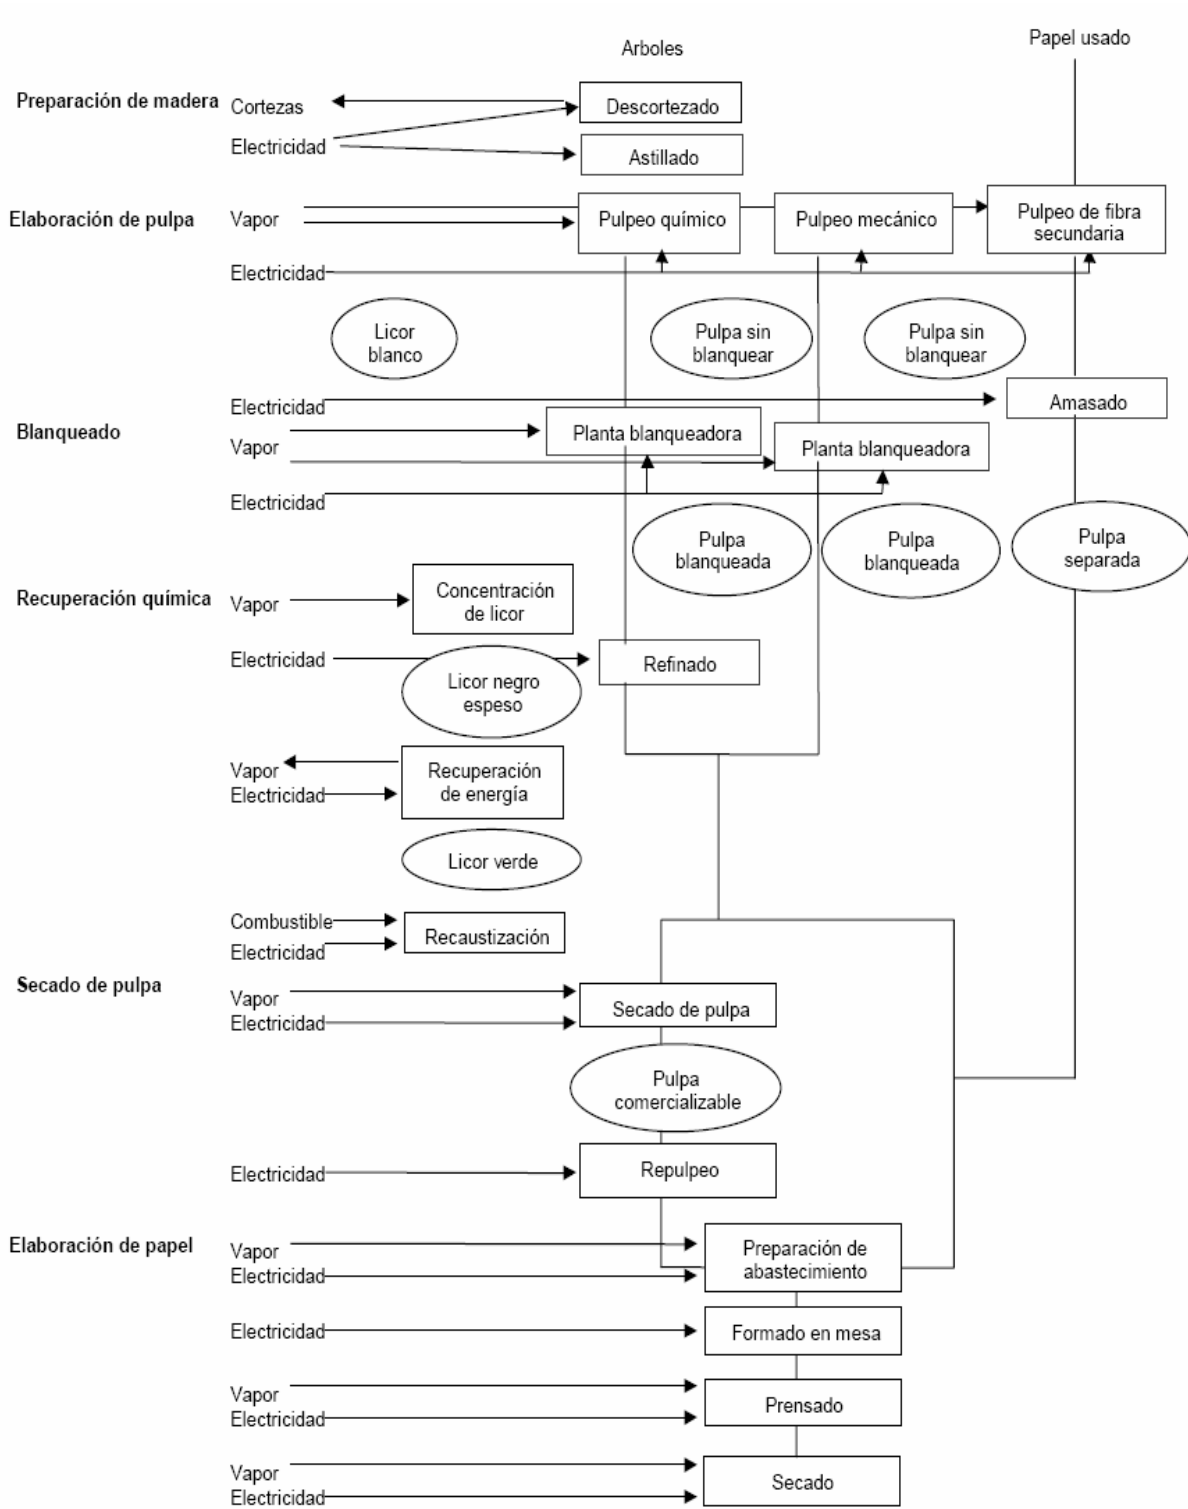 Arboles
Papel usado
Preparación de madera
Cortezas
Descortezado
Electricidad
Astillado
Elaboración de pulpa
Vapor
Pulpeo químico
Pulpeo mecánico
Pulpeo de fibra
secundaria
Electricidad
Licor
blanco
Pulpa sin
blanquear
Pulpa sin
blanquear
Electricidad
Amasado
Blanqueado
Vapor
Planta blanqueadora
Planta blanqueadora
Electricidad
Pulpa
blanqueada
Pulpa
blanqueada
Pulpa
separada
Recuperación química
Vapor
Concentración
de licor
Electricidad
Refinado
Licor negro
espeso
Vapor
Electricidad
Recuperación
de energía
Licor verde
Combustible
Electricidad
Recaustización
Secado de pulpa
Vapor
Electricidad
Secado de pulpa
Pulpa
comercializable
Electricidad
Repulpeo
Elaboración de papel
Vapor
Electricidad
Preparación de
abastecimiento
Electricidad
Formado en mesa
Vapor
Electricidad
Prensado
Vapor
Electricidad
Secado